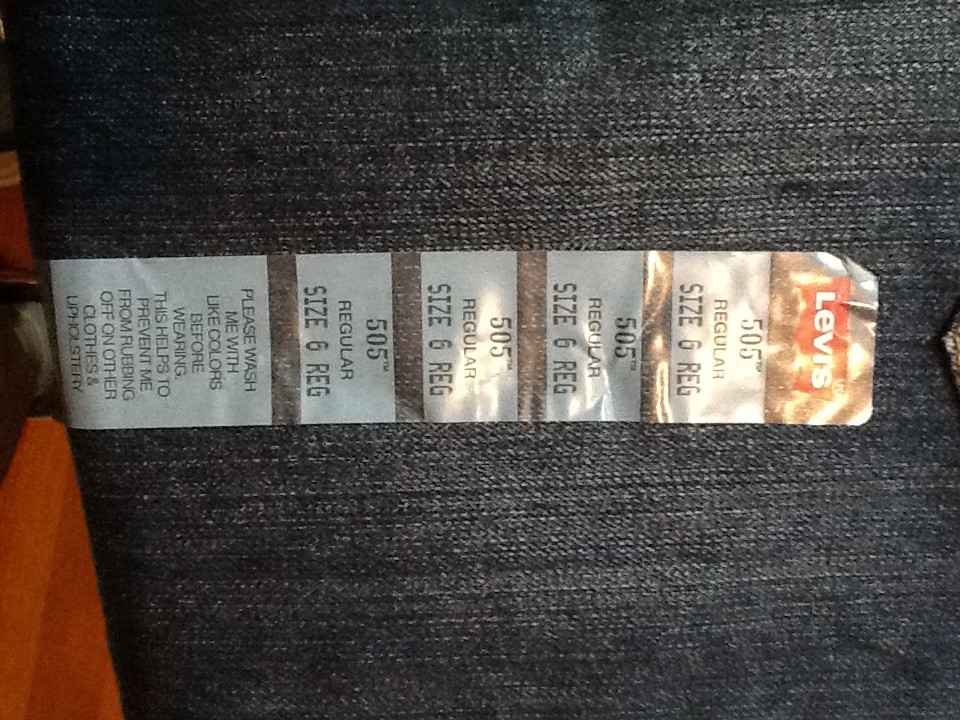 Levi's
505™
REGULAR
SIZE 6 REG
505™
REGULAR
SIZE 6 REG
505™
REGULAR
SIZE 6 REG
505™
REGULAR
SIZE 6 REG
PLEASE WASH
ME WITH
LIKE COLORS
BEFORE
WEARING
THIS HELPS TO
PREVENT ME
FROM RUBBING
OFF ON OTHER
CLOTHES &
UPHOLSTERY